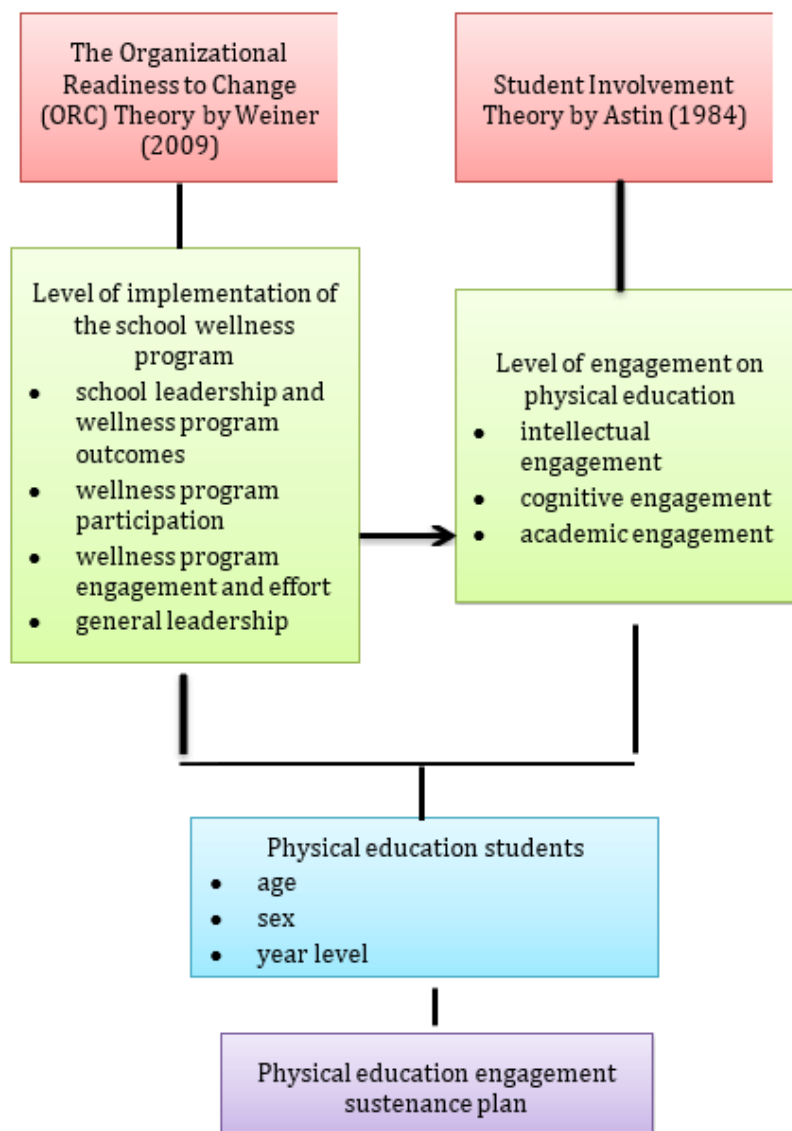 The Organizational
Readiness to Change
(ORC) Theory by Weiner
(2009)
Student Involvement
Theory by Astin (1984)
Level of implementation of
the school wellness
program
• school leadership and
wellness program
outcomes
• wellness program
participation
• wellness program
engagement and effort
• general leadership
Level of engagement on
physical education
• intellectual
engagement
• cognitive engagement
• academic engagement
Physical education students
• age
• sex
• year level
Physical education engagement
sustenance plan